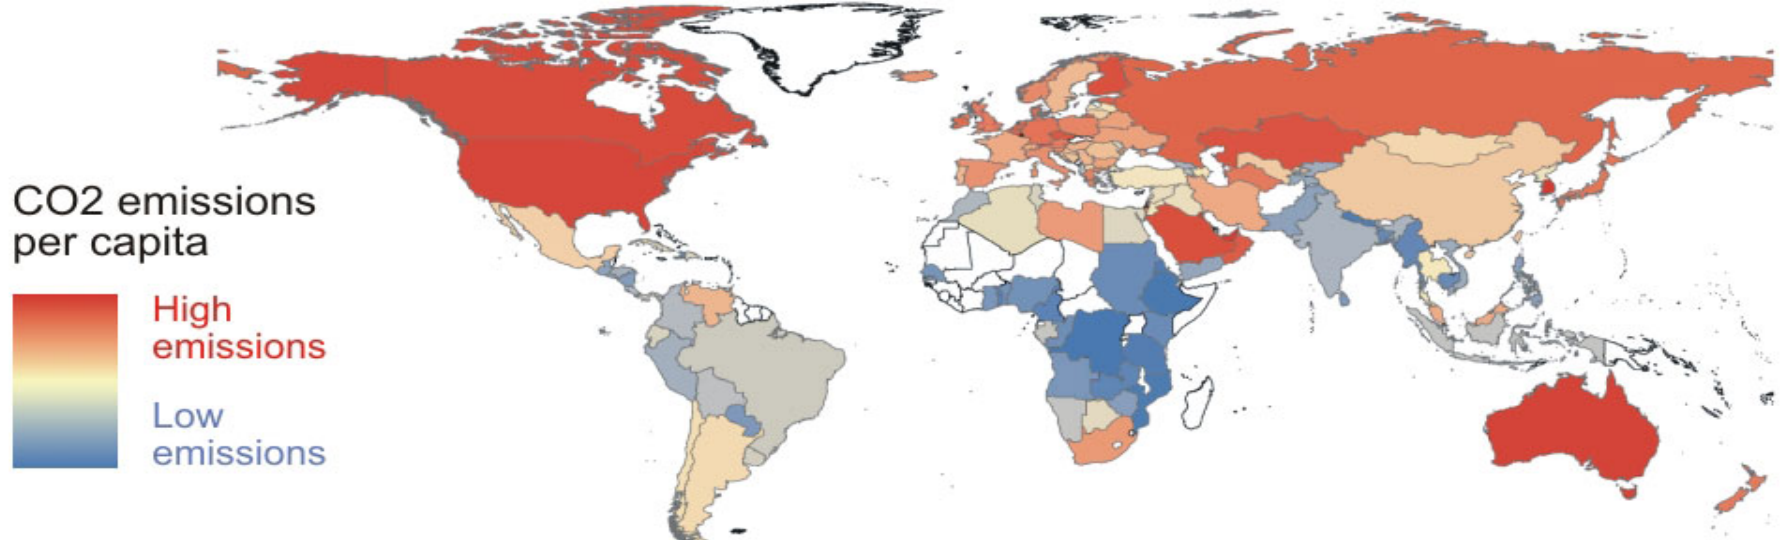 CO2 emissions
per capita
High
emissions
Low
emissions